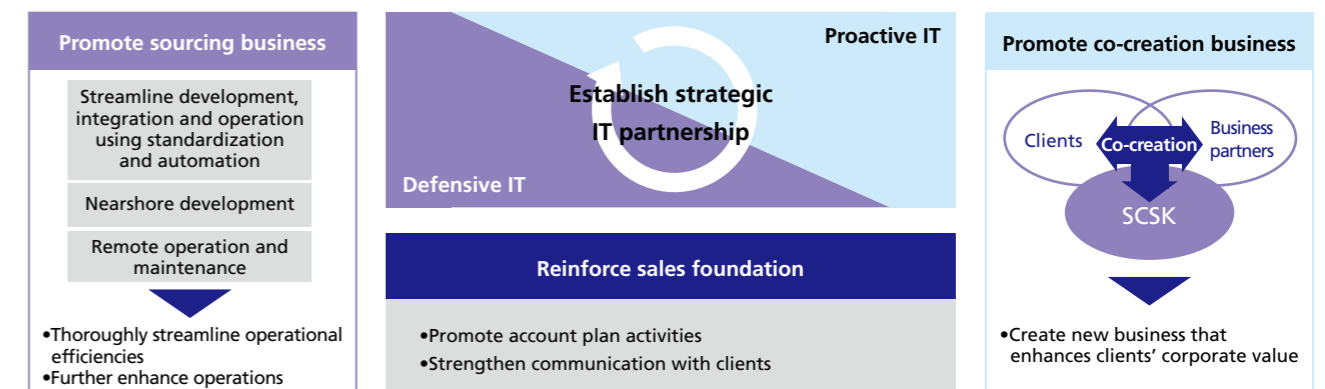 Promote sourcing business
Streamline development,
integration and operation
using standardization
and automation
Nearshore development
Remote operation and
maintenance
•Thoroughly streamline operational
efficiencies
•Further enhance operations
Proactive IT
Establish strategic
IT partnership
Defensive IT
Reinforce sales foundation
•Promote account plan activities
•Strengthen communication with clients
Promote co-creation business
Clients
Co-creation
Business
partners
SCSK
•Create new business that
enhances clients’ corporate value